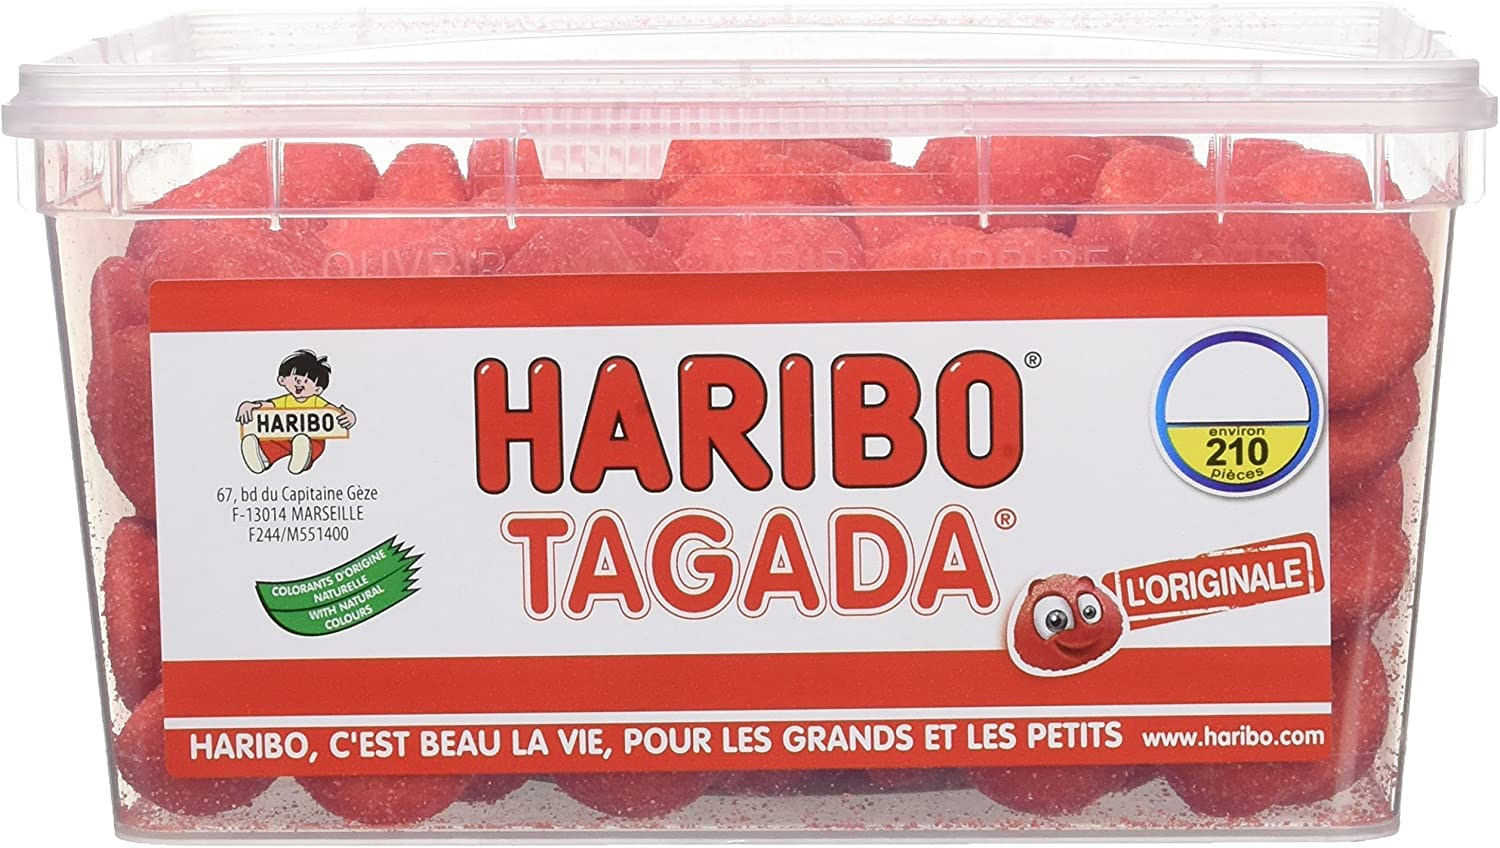 OUVRIR
HARIBO®
TAGADA®
HARIBO
67, bd du Capitaine Gèze
F-13014 MARSEILLE
F244/M551400
COLORANTS D'ORIGINE
NATURELLE
WITH NATURAL
COLOURS
environ
210
pièces
L'ORIGINALE
HARIBO, C'EST BEAU LA VIE, POUR LES GRANDS ET LES PETITS www.haribo.com